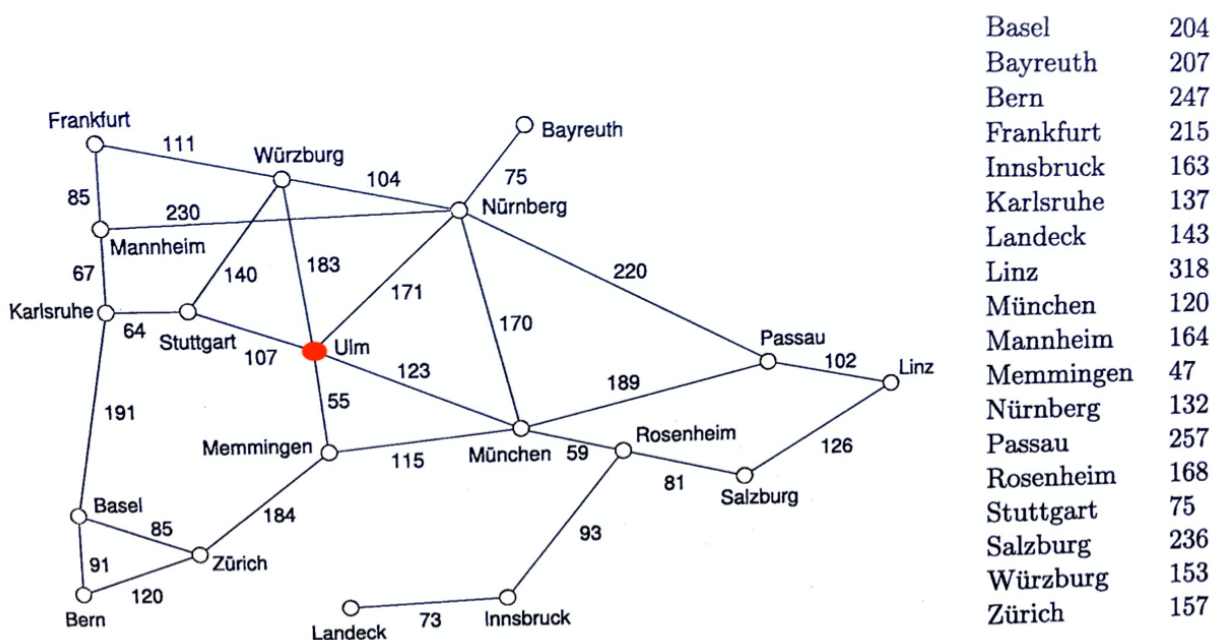 Frankfurt
111
Würzburg
Bayreuth
85
104
75
230
Nürnberg
Mannheim
67
140
183
220
171
Karlsruhe
64
170
Stuttgart
107
Ulm
Passau
102
Linz
123
189
55
191
Memmingen
Rosenheim
115
München
59
126
81
Salzburg
Basel
184
85
93
91
Zürich
120
Bern
Landeck
73
Innsbruck
Basel 204
Bayreuth 207
Bern 247
Frankfurt 215
Innsbruck 163
Karlsruhe 137
Landeck 143
Linz 318
München 120
Mannheim 164
Memmingen 47
Nürnberg 132
Passau 257
Rosenheim 168
Stuttgart 75
Salzburg 236
Würzburg 153
Zürich 157